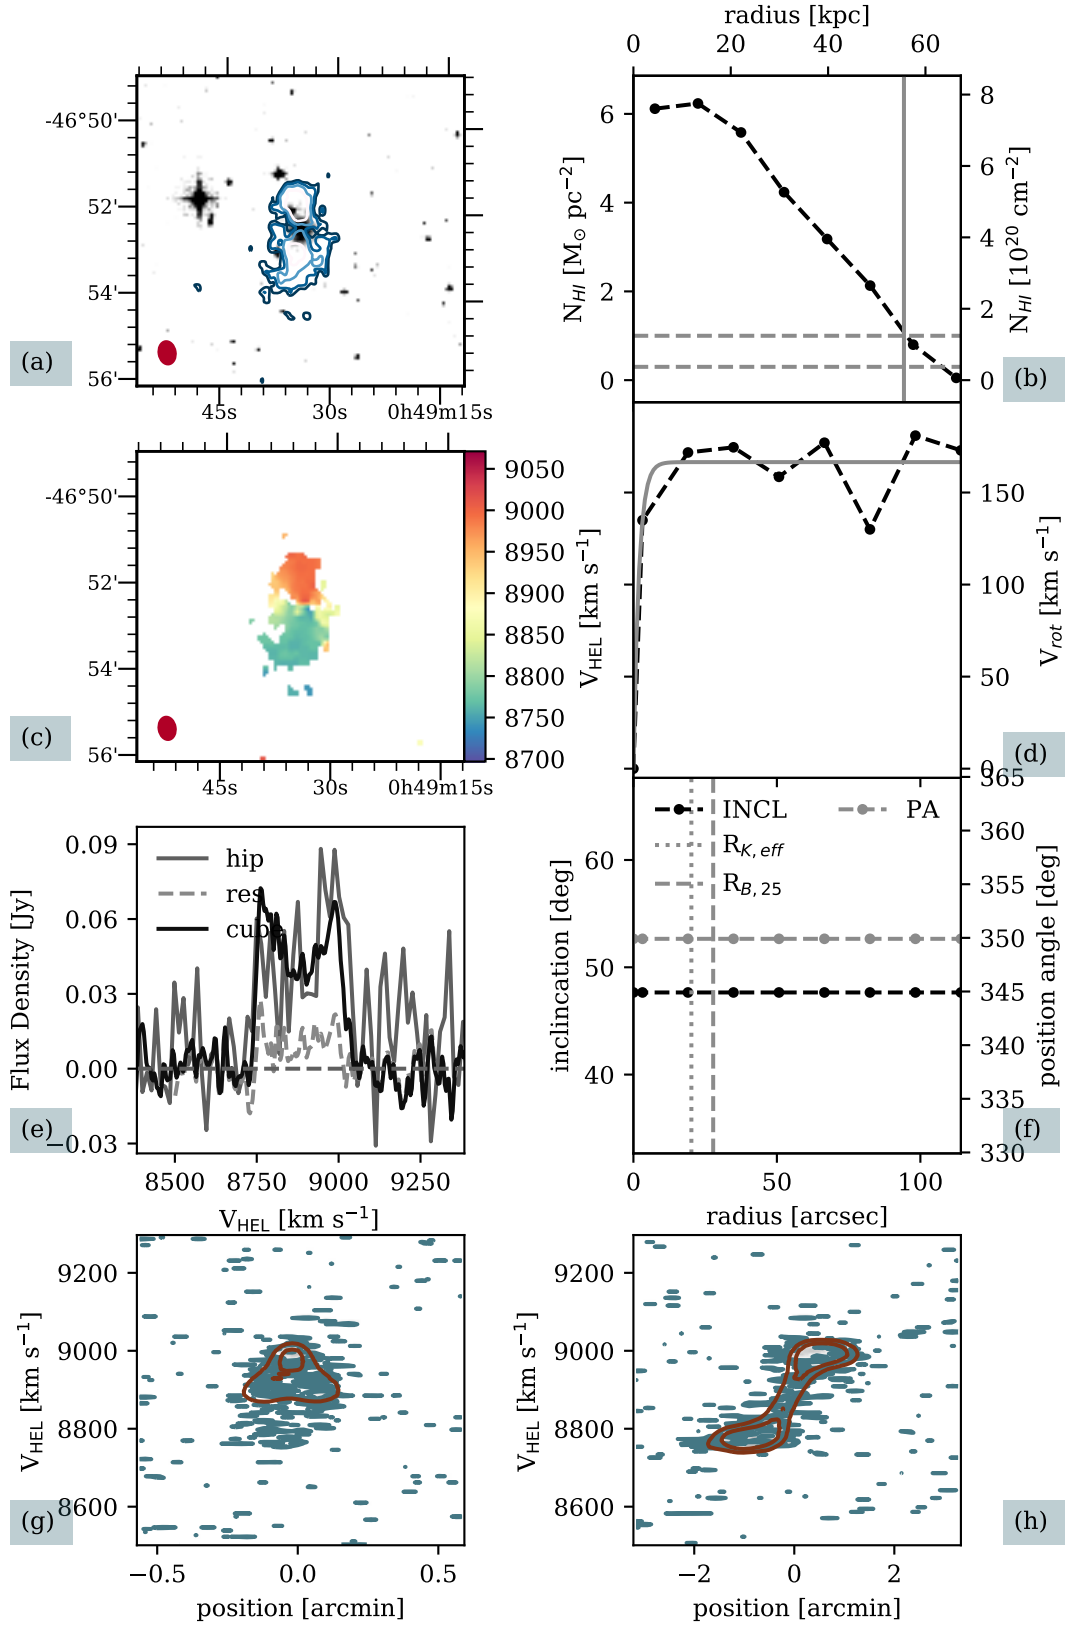 radius [kpc]
0 20 40 60
-46°50'
52'
54'
56'
(a)
45s 30s 0h49m15s
N_HI [M⊙ pc⁻²]
6
4
2
0
8
6
4
2
0
N_HI [10²⁰ cm⁻²]
(b)
-46°50'
52'
54'
56'
(c)
45s 30s 0h49m15s
9050
9000
8950
8900
8850
8800
8750
8700
V_HEL [km s⁻¹]
150
100
50
0
V_rot [km s⁻¹]
(d)
Flux Density [Jy]
0.09
0.06
0.03
0.00
−0.03
hip
res
cube
(e)
8500 8750 9000 9250
V_HEL [km s⁻¹]
INCL PA
R_K,eff
R_B,25
inclincation [deg]
60
50
40
365
360
355
350
345
340
335
330
position angle [deg]
(f)
0 50 100
radius [arcsec]
V_HEL [km s⁻¹]
9200
9000
8800
8600
(g)
−0.5 0.0 0.5
position [arcmin]
V_HEL [km s⁻¹]
9200
9000
8800
8600
(h)
−2 0 2
position [arcmin]